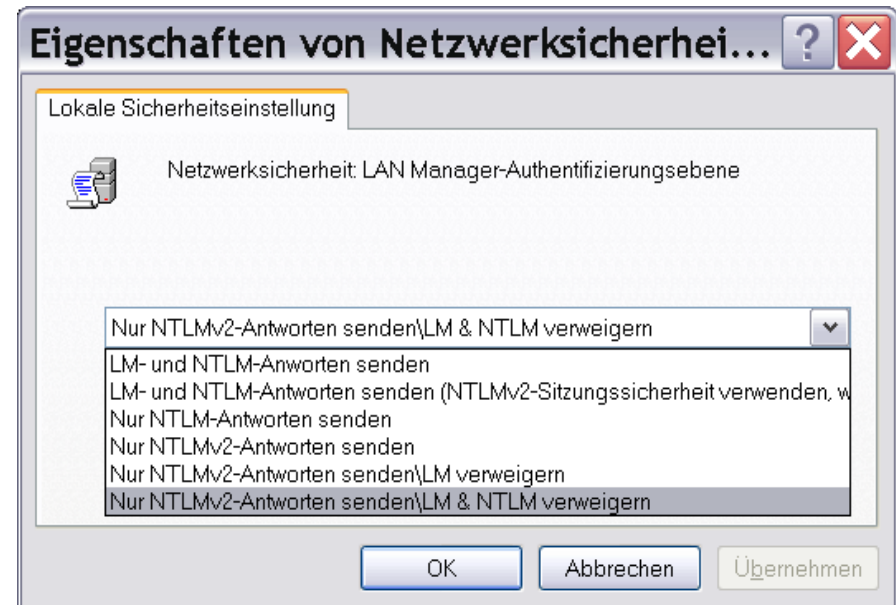 Eigenschaften von Netzwerksicherhei... ?
Lokale Sicherheitseinstellung
Netzwerksicherheit: LAN Manager-Authentifizierungsebene
Nur NTLMv2-Antworten senden\LM & NTLM verweigern
LM- und NTLM-Anworten senden
LM- und NTLM-Antworten senden (NTLMv2-Sitzungssicherheit verwenden, w
Nur NTLM-Antworten senden
Nur NTLMv2-Antworten senden
Nur NTLMv2-Antworten senden\LM verweigern
Nur NTLMv2-Antworten senden\LM & NTLM verweigern
OK Abbrechen Übernehmen